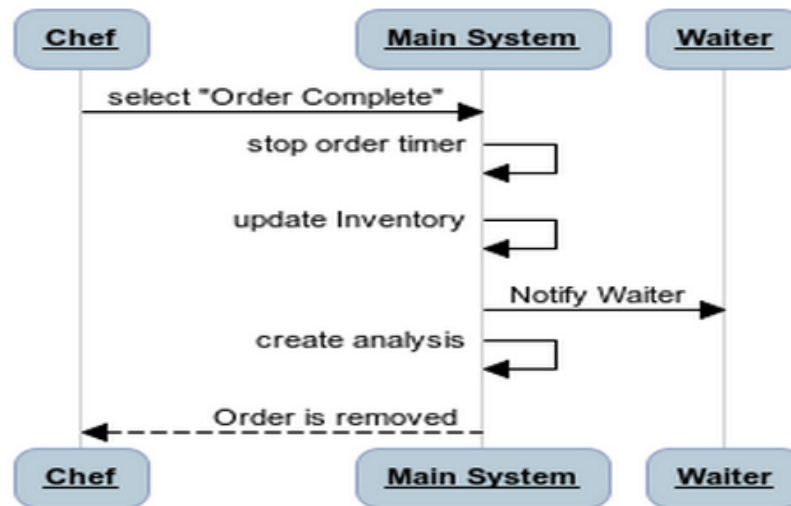 Chef
Main System
Waiter
select "Order Complete"
stop order timer
update Inventory
Notify Waiter
create analysis
Order is removed
Chef
Main System
Waiter